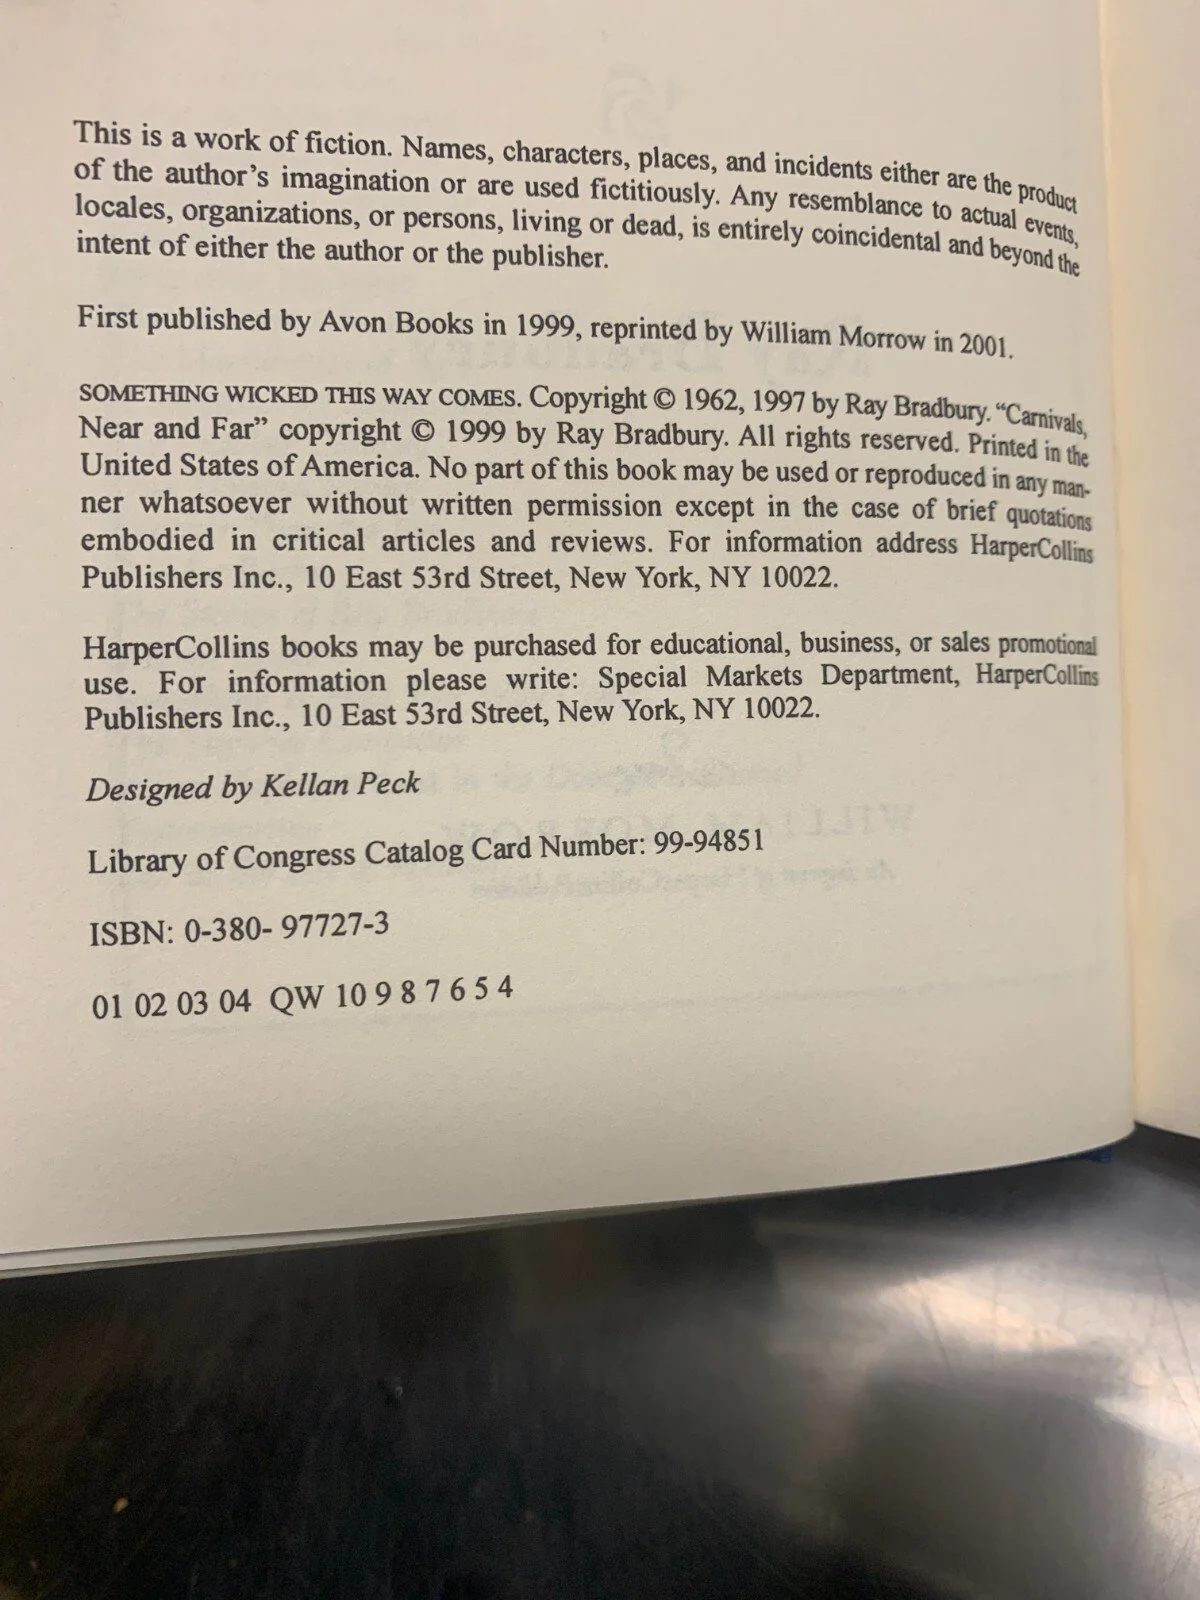 This is a work of fiction. Names, characters, places, and incidents either are the product
of the author's imagination or are used fictitiously. Any resemblance to actual events,
locales, organizations, or persons, living or dead, is entirely coincidental and beyond the
intent of either the author or the publisher.
First published by Avon Books in 1999, reprinted by William Morrow in 2001.
SOMETHING WICKED THIS WAY COMES. Copyright © 1962, 1997 by Ray Bradbury. “Carnivals,
Near and Far” copyright © 1999 by Ray Bradbury. All rights reserved. Printed in the
United States of America. No part of this book may be used or reproduced in any man-
ner whatsoever without written permission except in the case of brief quotations
embodied in critical articles and reviews. For information address HarperCollins
Publishers Inc., 10 East 53rd Street, New York, NY 10022.
HarperCollins books may be purchased for educational, business, or sales promotional
use. For information please write: Special Markets Department, HarperCollins
Publishers Inc., 10 East 53rd Street, New York, NY 10022.
Designed by Kellan Peck
Library of Congress Catalog Card Number: 99-94851
ISBN: 0-380- 97727-3
01 02 03 04 QW 10 9 8 7 6 5 4